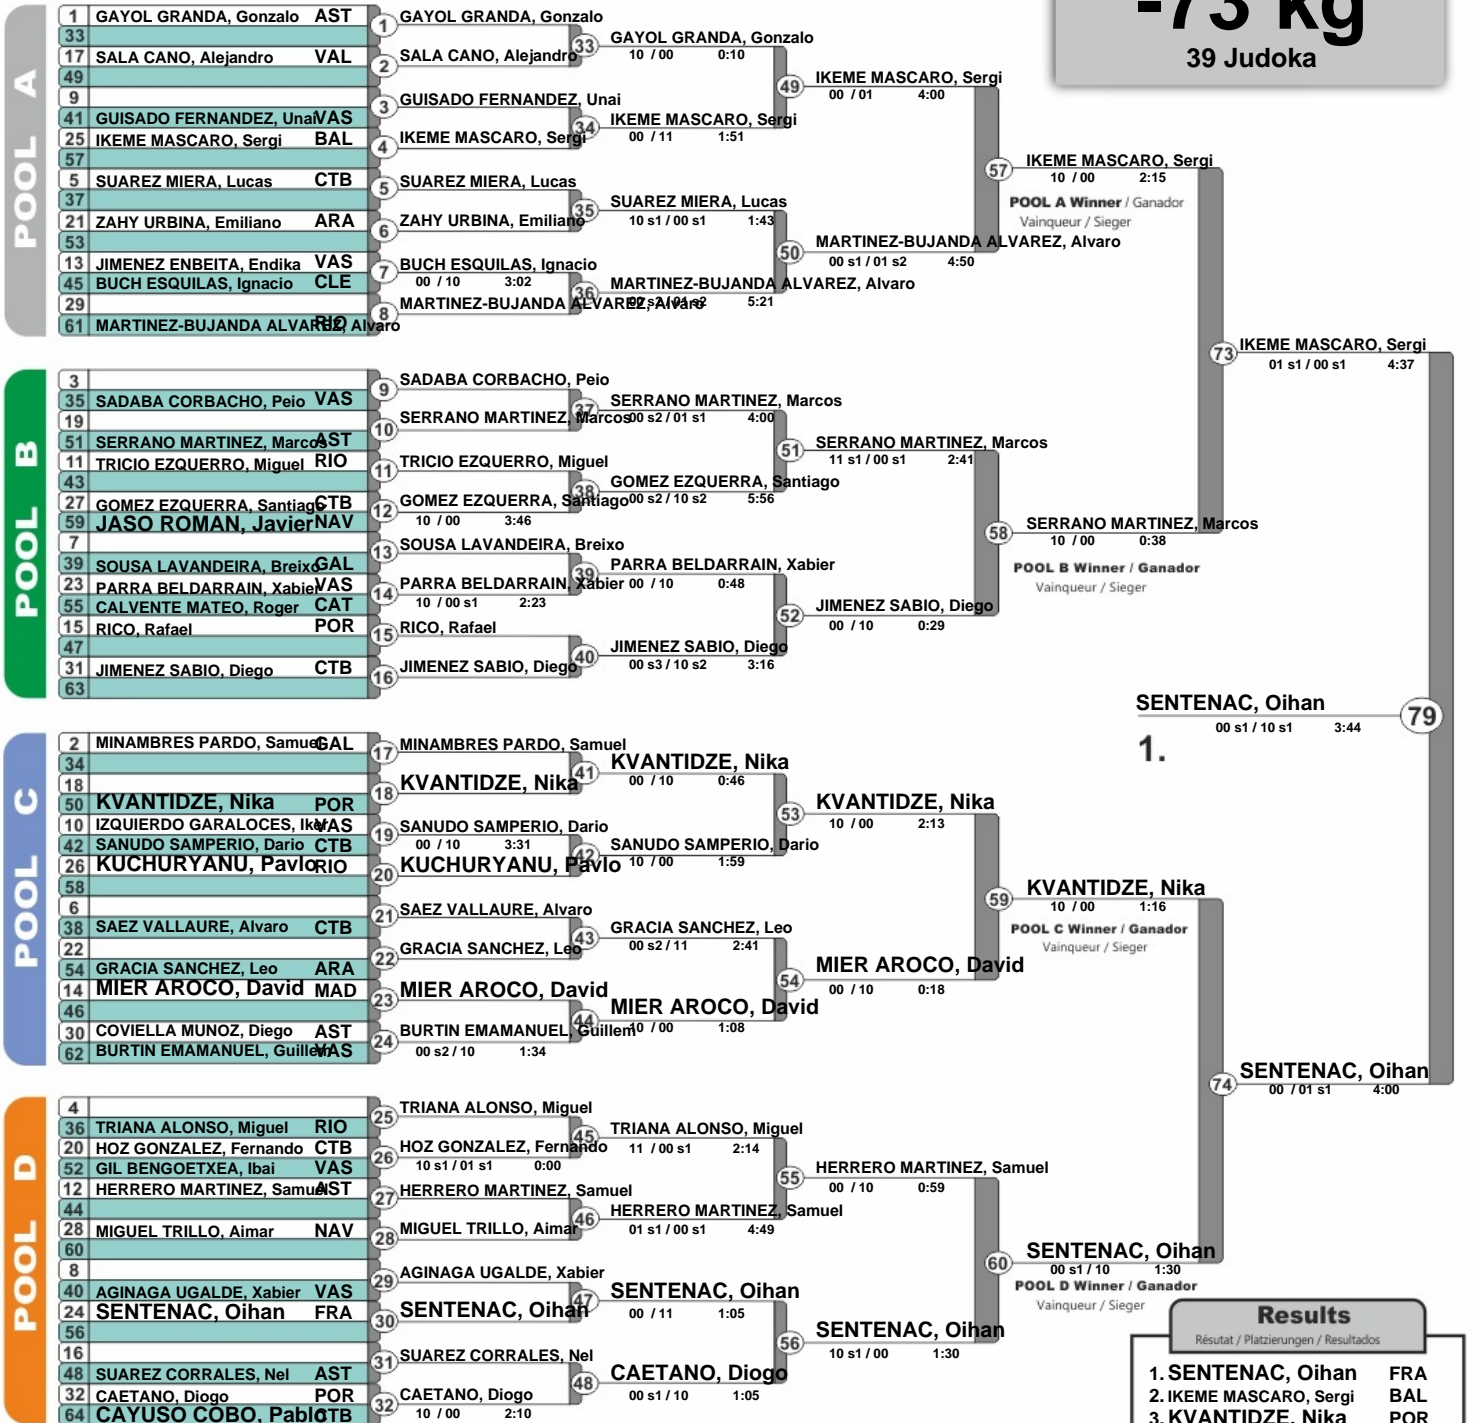 -73 kg
39 Judoka
POOL A
1 GAYOL GRANDA, Gonzalo AST
33
17 SALA CANO, Alejandro VAL
49
9
41 GUISADO FERNANDEZ, Unai VAS
25 IKEME MASCARO, Sergi BAL
57
5 SUAREZ MIERA, Lucas CTB
37
21 ZAHY URBINA, Emiliano ARA
53
13 JIMENEZ ENBEITA, Endika VAS
45 BUCH ESQUILAS, Ignacio CLE
29
61 MARTINEZ-BUJANDA ALVAREZ, Alvaro RIO
1 GAYOL GRANDA, Gonzalo
2 SALA CANO, Alejandro
3 GUISADO FERNANDEZ, Unai
4 IKEME MASCARO, Sergi
5 SUAREZ MIERA, Lucas
6 ZAHY URBINA, Emiliano
7 BUCH ESQUILAS, Ignacio
00 / 10 3:02
8 MARTINEZ-BUJANDA ALVAREZ, Alvaro
33 GAYOL GRANDA, Gonzalo
10 / 00 0:10
34 IKEME MASCARO, Sergi
00 / 11 1:51
35 SUAREZ MIERA, Lucas
10 s1 / 00 s1 1:43
36 MARTINEZ-BUJANDA ALVAREZ, Alvaro
00 s2 / 01 s2 5:21
49 IKEME MASCARO, Sergi
00 / 01 4:00
50 MARTINEZ-BUJANDA ALVAREZ, Alvaro
00 s1 / 01 s2 4:50
57 IKEME MASCARO, Sergi
10 / 00 2:15
POOL A Winner / Ganador
Vainqueur / Sieger
POOL B
3
35 SADABA CORBACHO, Peio VAS
19
51 SERRANO MARTINEZ, Marcos AST
11 TRICIO EZQUERRO, Miguel RIO
43
27 GOMEZ EZQUERRA, Santiago CTB
59 JASO ROMAN, Javier NAV
7
39 SOUSA LAVANDEIRA, Breixo GAL
23 PARRA BELDARRAIN, Xabier VAS
55 CALVENTE MATEO, Roger CAT
15 RICO, Rafael POR
47
31 JIMENEZ SABIO, Diego CTB
63
9 SADABA CORBACHO, Peio
10 SERRANO MARTINEZ, Marcos
11 TRICIO EZQUERRO, Miguel
12 GOMEZ EZQUERRA, Santiago
10 / 00 3:46
13 SOUSA LAVANDEIRA, Breixo
14 PARRA BELDARRAIN, Xabier
10 / 00 s1 2:23
15 RICO, Rafael
16 JIMENEZ SABIO, Diego
37 SERRANO MARTINEZ, Marcos
00 s2 / 01 s1 4:00
38 GOMEZ EZQUERRA, Santiago
00 s2 / 10 s2 5:56
39 PARRA BELDARRAIN, Xabier
00 / 10 0:48
40 JIMENEZ SABIO, Diego
00 s3 / 10 s2 3:16
51 SERRANO MARTINEZ, Marcos
11 s1 / 00 s1 2:41
52 JIMENEZ SABIO, Diego
00 / 10 0:29
58 SERRANO MARTINEZ, Marcos
10 / 00 0:38
POOL B Winner / Ganador
Vainqueur / Sieger
73 IKEME MASCARO, Sergi
01 s1 / 00 s1 4:37
79 SENTENAC, Oihan
00 s1 / 10 s1 3:44
1.
POOL C
2 MINAMBRES PARDO, Samuel GAL
34
18
50 KVANTIDZE, Nika POR
10 IZQUIERDO GARALOCES, Iker VAS
42 SANUDO SAMPERIO, Dario CTB
26 KUCHURYANU, Pavlo RIO
58
6
38 SAEZ VALLAURE, Alvaro CTB
22
54 GRACIA SANCHEZ, Leo ARA
14 MIER AROCO, David MAD
46
30 COVIELLA MUNOZ, Diego AST
62 BURTIN EMAMANUEL, Guillem VAS
17 MINAMBRES PARDO, Samuel
18 KVANTIDZE, Nika
19 SANUDO SAMPERIO, Dario
00 / 10 3:31
20 KUCHURYANU, Pavlo
21 SAEZ VALLAURE, Alvaro
22 GRACIA SANCHEZ, Leo
23 MIER AROCO, David
24 BURTIN EMAMANUEL, Guillem
00 s2 / 10 1:34
41 KVANTIDZE, Nika
00 / 10 0:46
42 SANUDO SAMPERIO, Dario
10 / 00 1:59
43 GRACIA SANCHEZ, Leo
00 s2 / 11 2:41
44 MIER AROCO, David
10 / 00 1:08
53 KVANTIDZE, Nika
10 / 00 2:13
54 MIER AROCO, David
00 / 10 0:18
59 KVANTIDZE, Nika
10 / 00 1:16
POOL C Winner / Ganador
Vainqueur / Sieger
POOL D
4
36 TRIANA ALONSO, Miguel RIO
20 HOZ GONZALEZ, Fernando CTB
52 GIL BENGOETXEA, Ibai VAS
12 HERRERO MARTINEZ, Samuel AST
44
28 MIGUEL TRILLO, Aimar NAV
60
8
40 AGINAGA UGALDE, Xabier VAS
24 SENTENAC, Oihan FRA
56
16
48 SUAREZ CORRALES, Nel AST
32 CAETANO, Diogo POR
64 CAYUSO COBO, Pablo CTB
25 TRIANA ALONSO, Miguel
26 HOZ GONZALEZ, Fernando
10 s1 / 01 s1 0:00
27 HERRERO MARTINEZ, Samuel
28 MIGUEL TRILLO, Aimar
29 AGINAGA UGALDE, Xabier
30 SENTENAC, Oihan
31 SUAREZ CORRALES, Nel
32 CAETANO, Diogo
10 / 00 2:10
45 TRIANA ALONSO, Miguel
11 / 00 s1 2:14
46 HERRERO MARTINEZ, Samuel
01 s1 / 00 s1 4:49
47 SENTENAC, Oihan
00 / 11 1:05
48 CAETANO, Diogo
00 s1 / 10 1:05
55 HERRERO MARTINEZ, Samuel
00 / 10 0:59
56 SENTENAC, Oihan
10 s1 / 00 1:30
60 SENTENAC, Oihan
00 s1 / 10 1:30
POOL D Winner / Ganador
Vainqueur / Sieger
74 SENTENAC, Oihan
00 / 01 s1 4:00
Results
Résutat / Platzierungen / Resultados
1. SENTENAC, Oihan FRA
2. IKEME MASCARO, Sergi BAL
3. KVANTIDZE, Nika POR